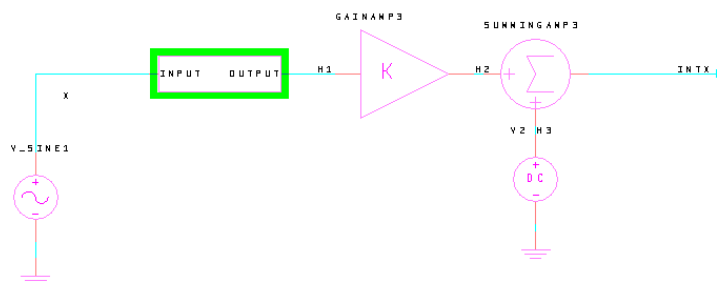 GAINAMP3
SUMMINGAMP3
INPUT OUTPUT
H1
K
H2
INTX
X
V2 H3
V_SINE1
DC